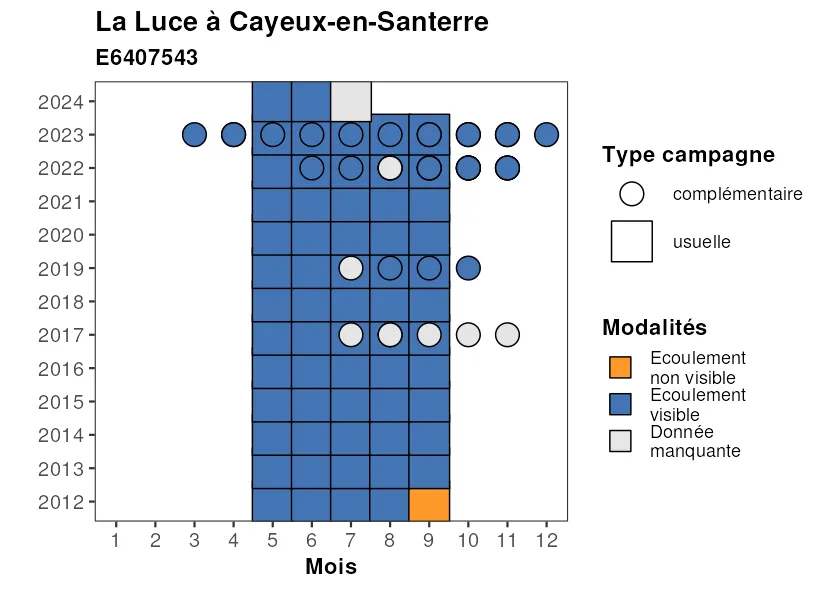 La Luce à Cayeux-en-Santerre
E6407543
2024
2023
2022
2021
2020
2019
2018
2017
2016
2015
2014
2013
2012
1 2 3 4 5 6 7 8 9 10 11 12
Mois
Type campagne
complémentaire
usuelle
Modalités
Ecoulement
non visible
Ecoulement
visible
Donnée
manquante